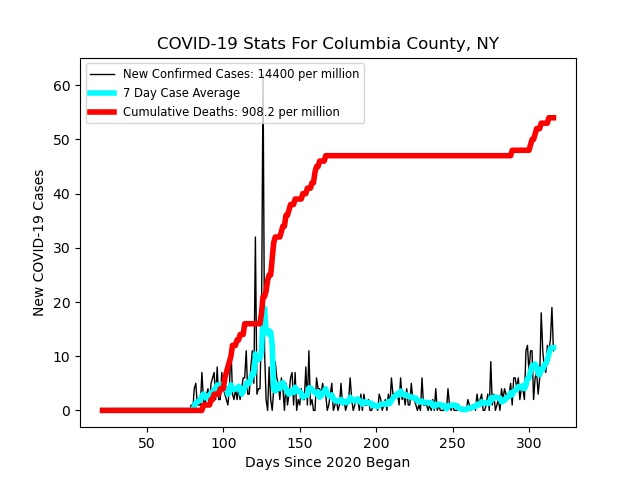 COVID-19 Stats For Columbia County, NY
New Confirmed Cases: 14400 per million
7 Day Case Average
Cumulative Deaths: 908.2 per million
New COVID-19 Cases
60
50
40
30
20
10
0
50 100 150 200 250 300
Days Since 2020 Began